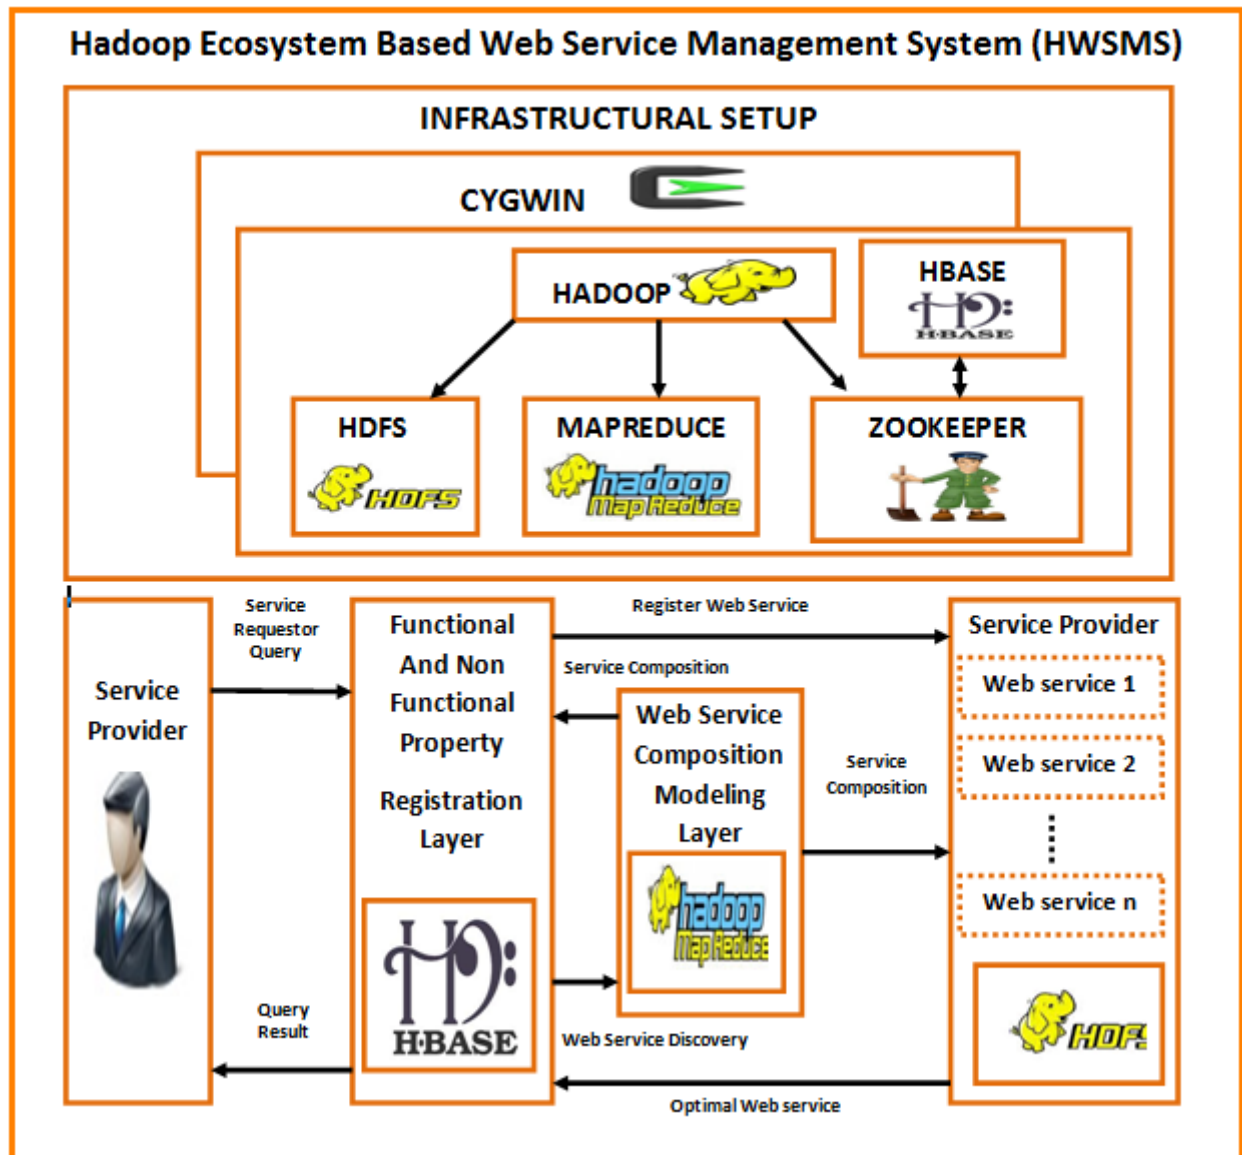 Hadoop Ecosystem Based Web Service Management System (HWSMS)
INFRASTRUCTURAL SETUP
CYGWIN
HADOOP
HBASE
H·BASE
HDFS
HDFS
MAPREDUCE
hadoop
Map Reduce
ZOOKEEPER
Service
Provider
Service
Requestor
Query
Query
Result
Functional
And Non
Functional
Property
Registration
Layer
H·BASE
Register Web Service
Service Composition
Web Service
Composition
Modeling
Layer
hadoop
Map Reduce
Web Service Discovery
Service
Composition
Optimal Web service
Service Provider
Web service 1
Web service 2
Web service n
HDFS